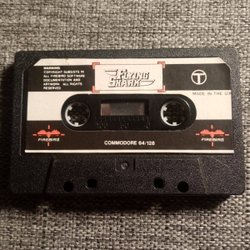 WARNING
COPYRIGHT SUBSISTS IN
ALL FIREBIRD SOFTWARE
DOCUMENTATION AND
ARTWORK. ALL RIGHTS
RESERVED
FLYING
SHARK
T
MADE IN THE U.K.
FIREBIRD
FIREBIRD
COMMODORE 64/128